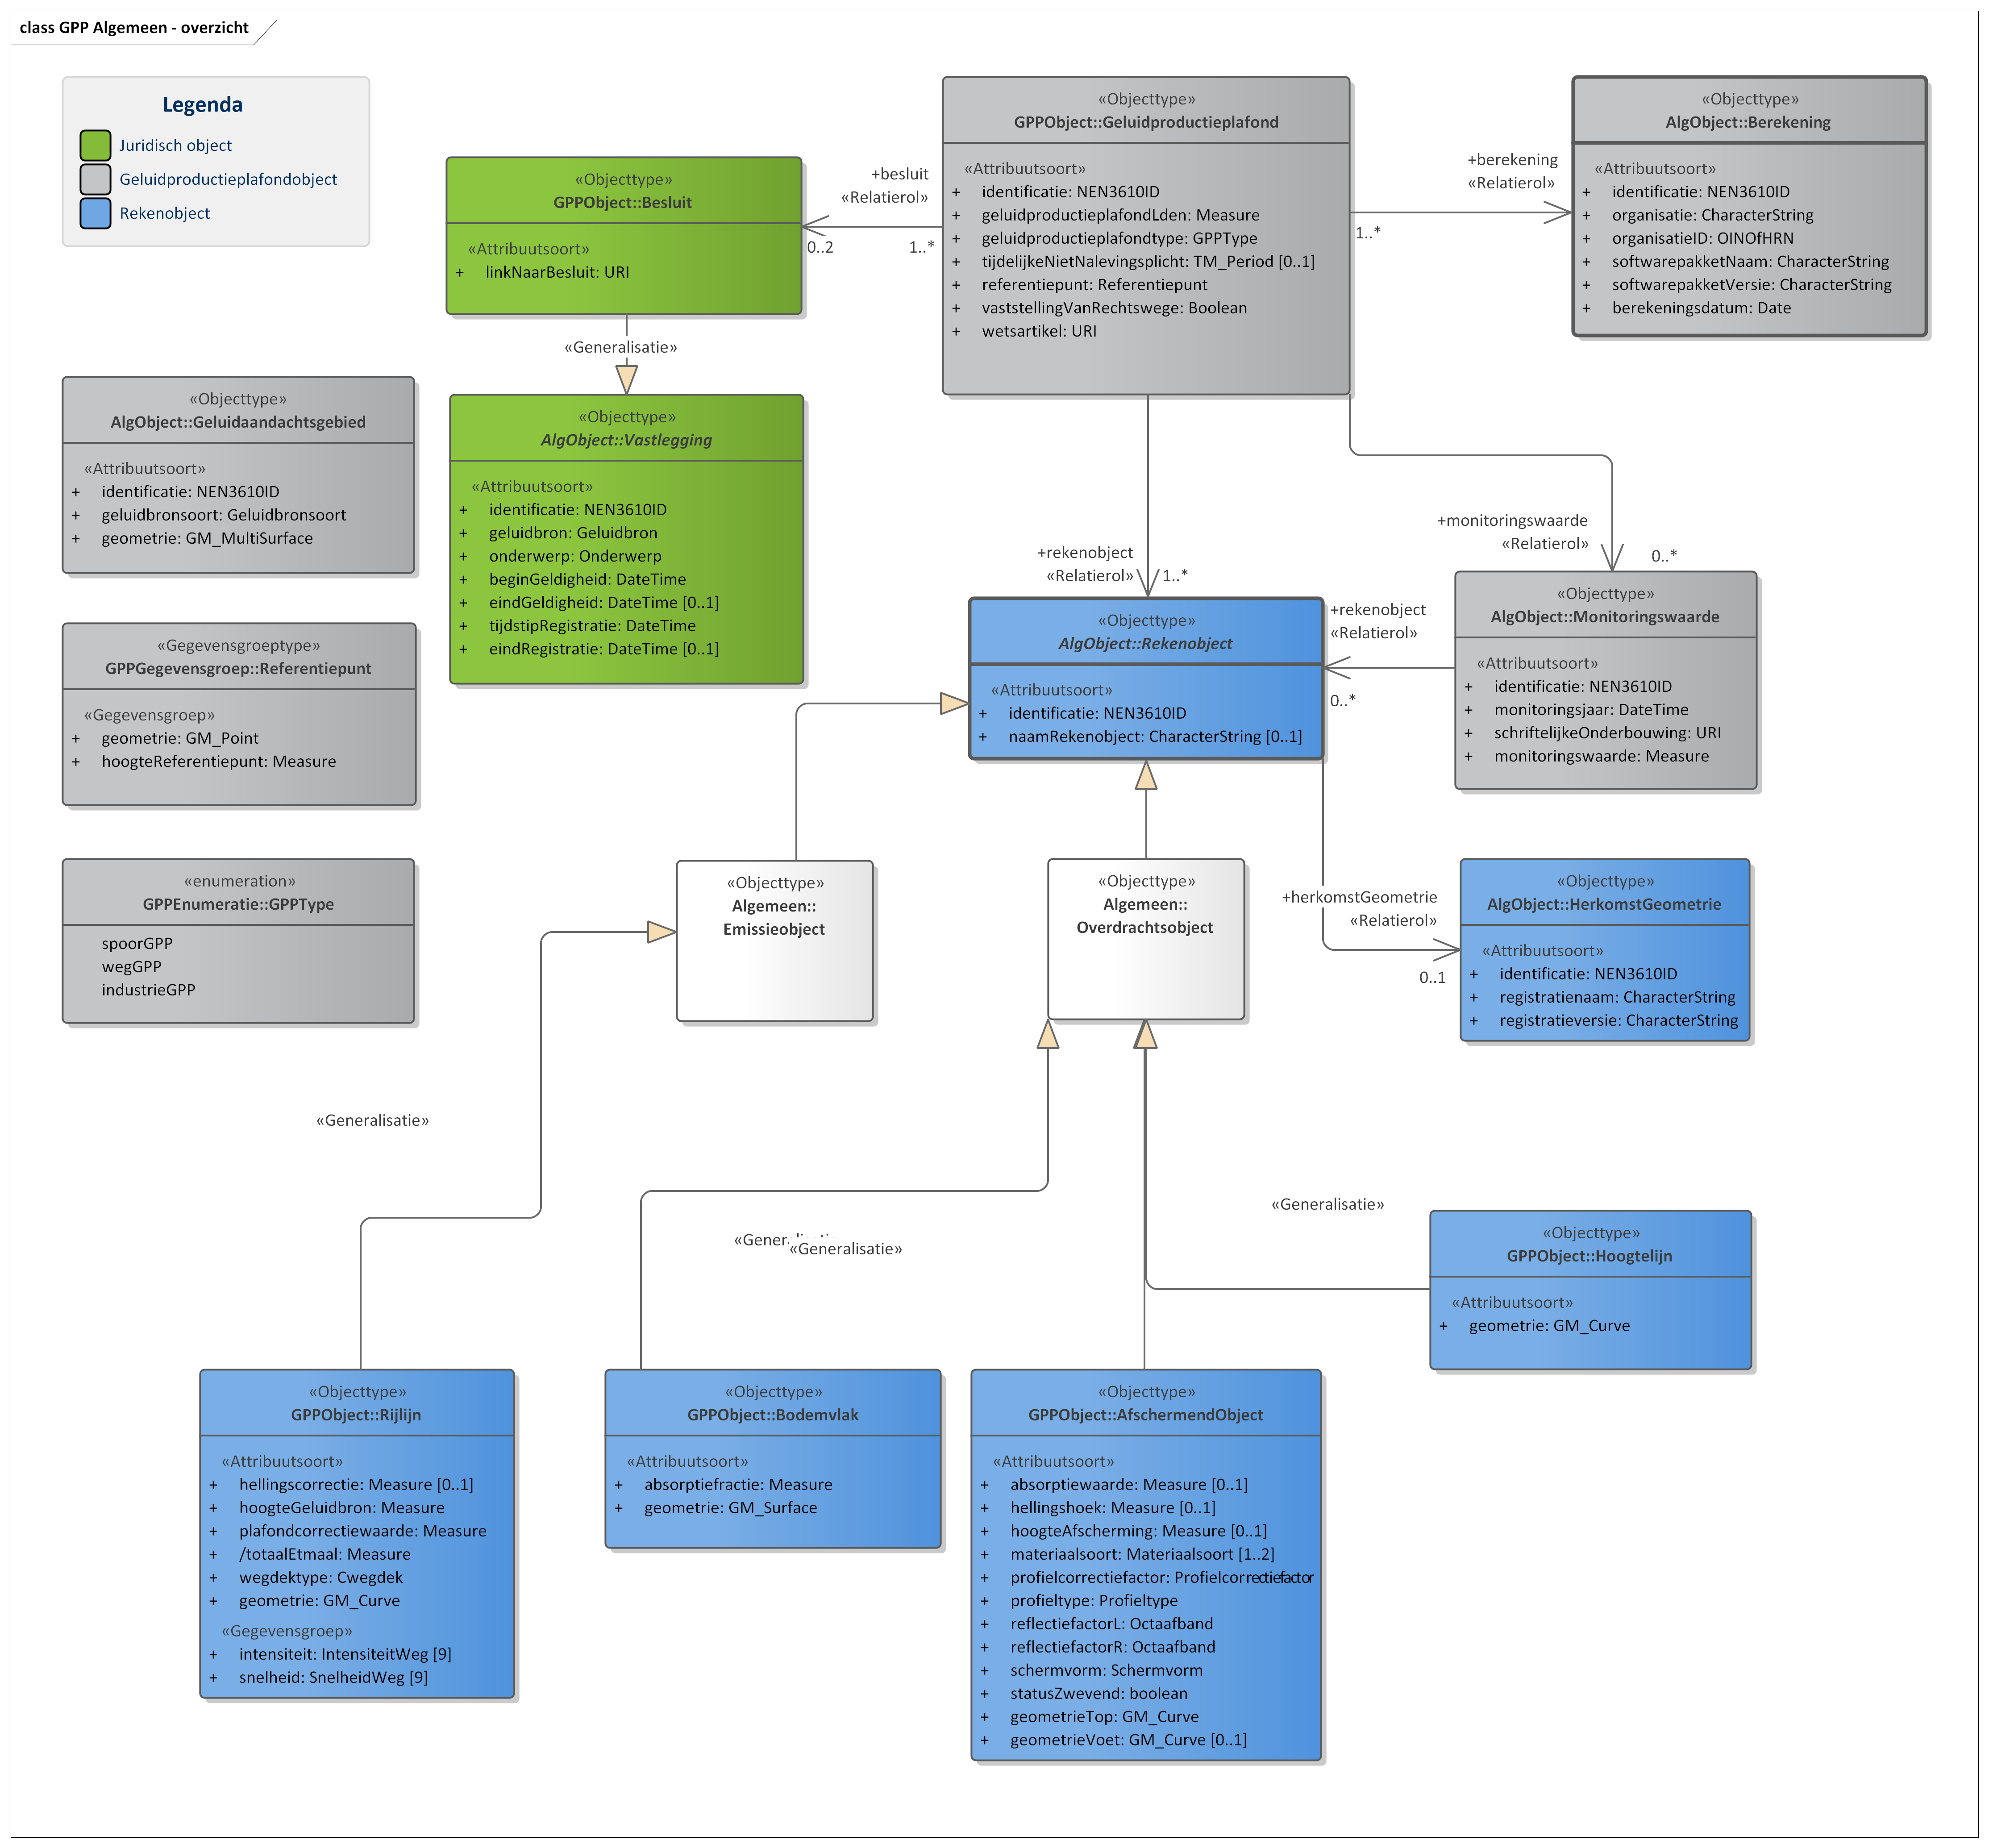 class GPP Algemeen - overzicht
Legenda
Juridisch object
Geluidproductieplafondobject
Rekenobject
«Objecttype»
GPPObject::Besluit
«Attribuutsoort»
+ linkNaarBesluit: URI
+besluit
«Relatierol»
0..2
1..*
«Objecttype»
GPPObject::Geluidproductieplafond
«Attribuutsoort»
+ identificatie: NEN3610ID
+ geluidproductieplafondLden: Measure
+ geluidproductieplafondtype: GPPType
+ tijdelijkeNietNalevingsplicht: TM_Period [0..1]
+ referentiepunt: Referentiepunt
+ vaststellingVanRechtswege: Boolean
+ wetsartikel: URI
+berekening
«Relatierol»
1..*
«Objecttype»
AlgObject::Berekening
«Attribuutsoort»
+ identificatie: NEN3610ID
+ organisatie: CharacterString
+ organisatieID: OINOfHRN
+ softwarepakketNaam: CharacterString
+ softwarepakketVersie: CharacterString
+ berekeningsdatum: Date
«Generalisatie»
«Objecttype»
AlgObject::Geluidaandachtsgebied
«Attribuutsoort»
+ identificatie: NEN3610ID
+ geluidbronsoort: Geluidbronsoort
+ geometrie: GM_MultiSurface
«Objecttype»
AlgObject::Vastlegging
«Attribuutsoort»
+ identificatie: NEN3610ID
+ geluidbron: Geluidbron
+ onderwerp: Onderwerp
+ beginGeldigheid: DateTime
+ eindGeldigheid: DateTime [0..1]
+ tijdstipRegistratie: DateTime
+ eindRegistratie: DateTime [0..1]
+rekenobject
«Relatierol»
1..*
+monitoringswaarde
«Relatierol»
0..*
«Gegevensgroeptype»
GPPGegevensgroep::Referentiepunt
«Gegevensgroep»
+ geometrie: GM_Point
+ hoogteReferentiepunt: Measure
«Objecttype»
AlgObject::Rekenobject
«Attribuutsoort»
+ identificatie: NEN3610ID
+ naamRekenobject: CharacterString [0..1]
+rekenobject
«Relatierol»
0..*
«Objecttype»
AlgObject::Monitoringswaarde
«Attribuutsoort»
+ identificatie: NEN3610ID
+ monitoringsjaar: DateTime
+ schriftelijkeOnderbouwing: URI
+ monitoringswaarde: Measure
«enumeration»
GPPEnumeratie::GPPType
spoorGPP
wegGPP
industrieGPP
«Objecttype»
Algemeen::
Emissieobject
«Objecttype»
Algemeen::
Overdrachtsobject
+herkomstGeometrie
«Relatierol»
0..1
«Objecttype»
AlgObject::HerkomstGeometrie
«Attribuutsoort»
+ identificatie: NEN3610ID
+ registratienaam: CharacterString
+ registratieversie: CharacterString
«Generalisatie»
«Generalisatie»
«Generalisatie»
«Generalisatie»
«Objecttype»
GPPObject::Hoogtelijn
«Attribuutsoort»
+ geometrie: GM_Curve
«Objecttype»
GPPObject::Rijlijn
«Attribuutsoort»
+ hellingscorrectie: Measure [0..1]
+ hoogteGeluidbron: Measure
+ plafondcorrectiewaarde: Measure
+ /totaalEtmaal: Measure
+ wegdektype: Cwegdek
+ geometrie: GM_Curve
«Gegevensgroep»
+ intensiteit: IntensiteitWeg [9]
+ snelheid: SnelheidWeg [9]
«Objecttype»
GPPObject::Bodemvlak
«Attribuutsoort»
+ absorptiefractie: Measure
+ geometrie: GM_Surface
«Objecttype»
GPPObject::AfschermendObject
«Attribuutsoort»
+ absorptiewaarde: Measure [0..1]
+ hellingshoek: Measure [0..1]
+ hoogteAfscherming: Measure [0..1]
+ materiaalsoort: Materiaalsoort [1..2]
+ profielcorrectiefactor: Profielcorrectiefactor
+ profieltype: Profieltype
+ reflectiefactorL: Octaafband
+ reflectiefactorR: Octaafband
+ schermvorm: Schermvorm
+ statusZwevend: boolean
+ geometrieTop: GM_Curve
+ geometrieVoet: GM_Curve [0..1]